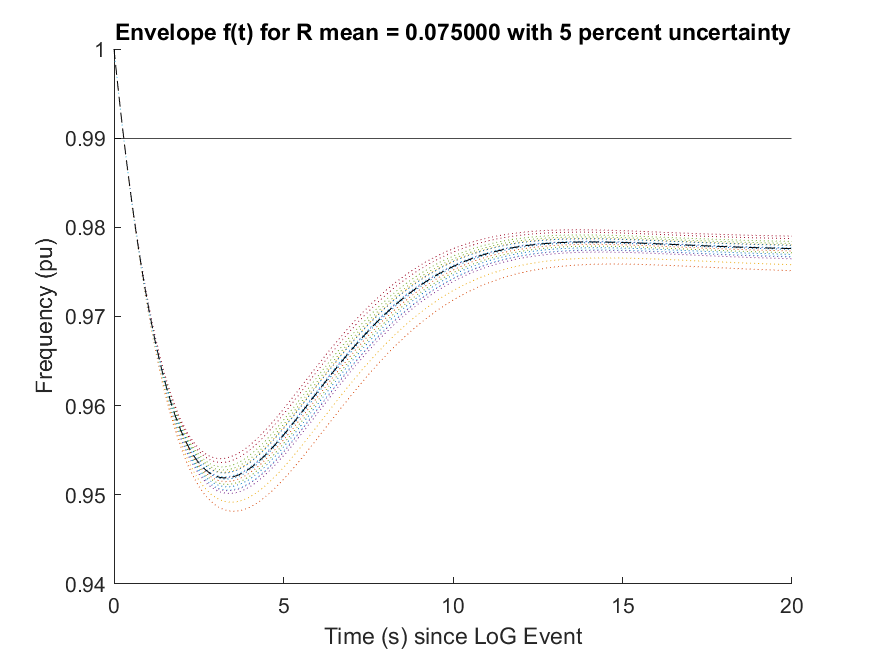 Envelope f(t) for R mean = 0.075000 with 5 percent uncertainty
1
0.99
0.98
0.97
0.96
0.95
0.94
Frequency (pu)
0 5 10 15 20
Time (s) since LoG Event